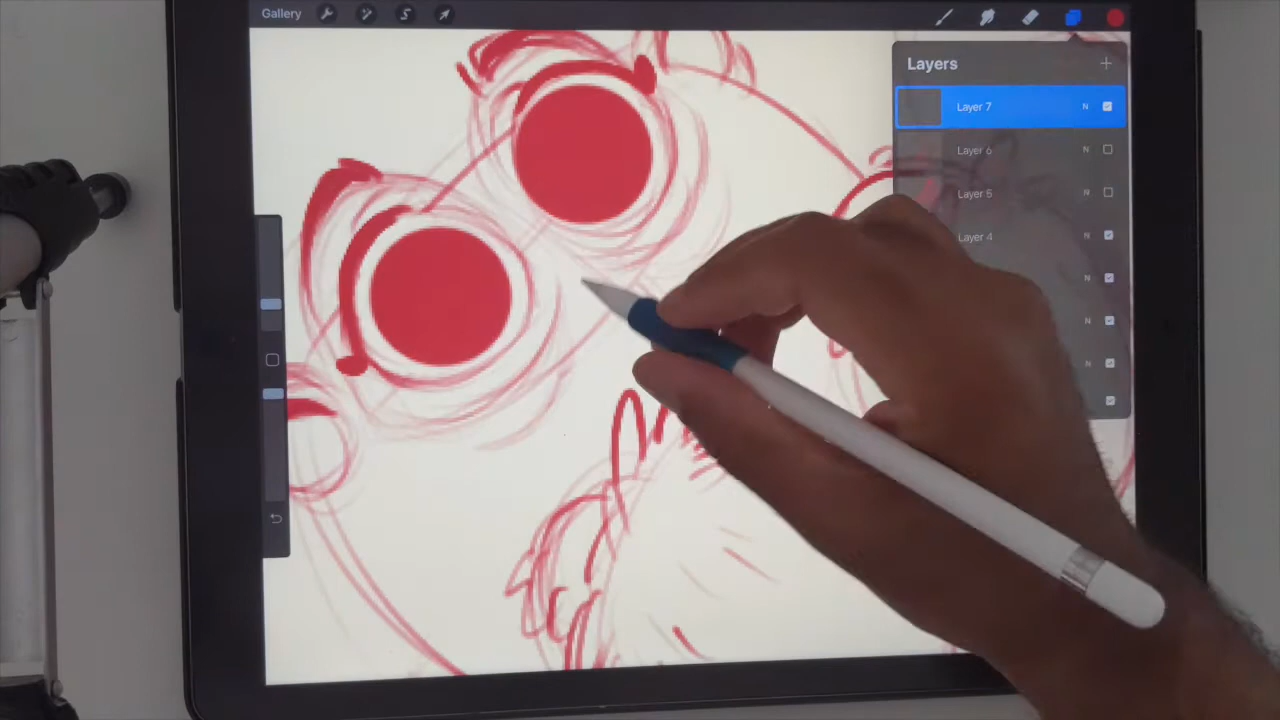 Gallery
Layers
Layer 7 N
Layer 6 N
Layer 5 N
Layer 4 N
N
N
N